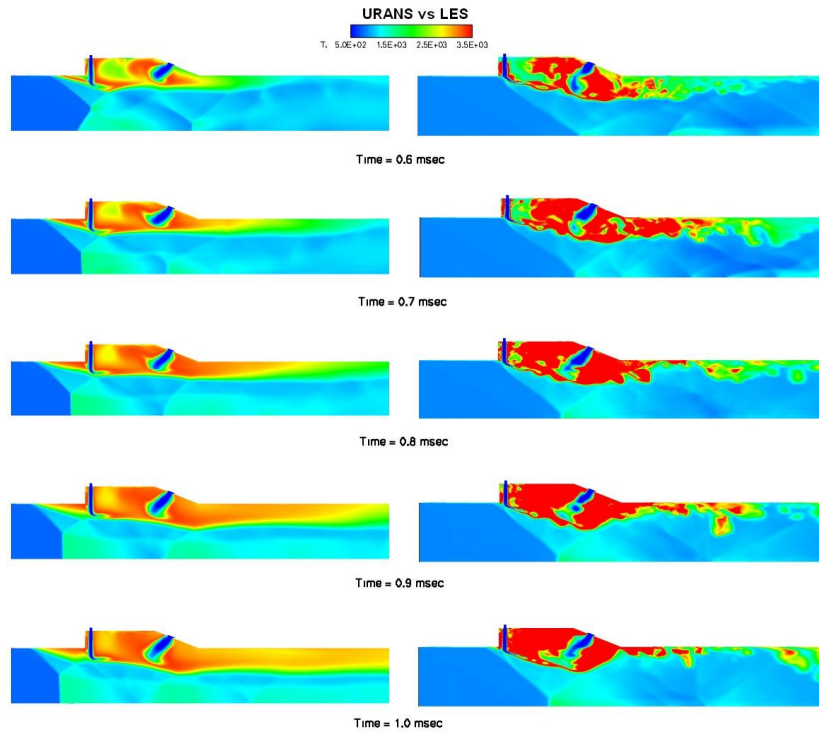 URANS vs LES
T: 5.0E+02 1.5E+03 2.5E+03 3.5E+03
Time = 0.6 msec
Time = 0.7 msec
Time = 0.8 msec
Time = 0.9 msec
Time = 1.0 msec